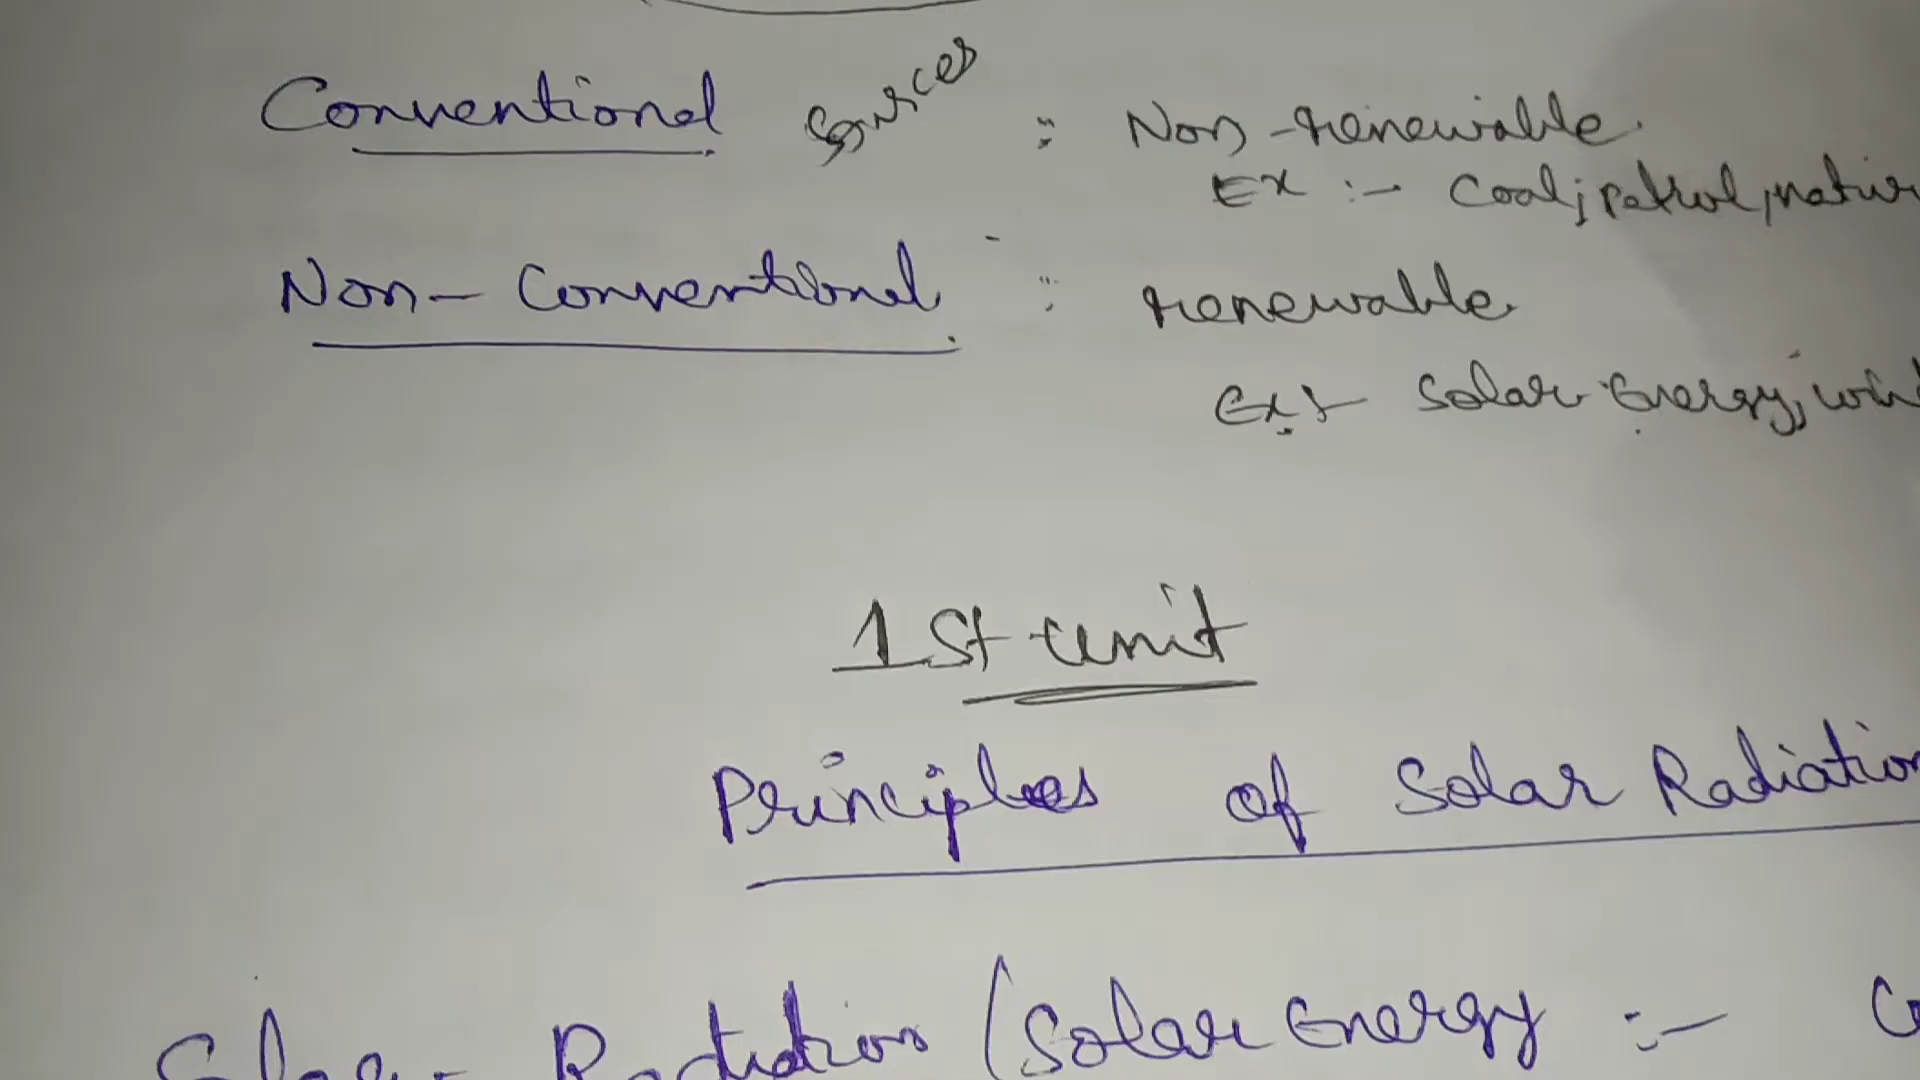 Conventional Sources : Non-renewable
Ex :- Coal, petrol, natur
Non-Conventional : renewable
Ex :- Solar Energy, win
1st unit
Principles of Solar Radiation
Solar Radiation (Solar Energy :-